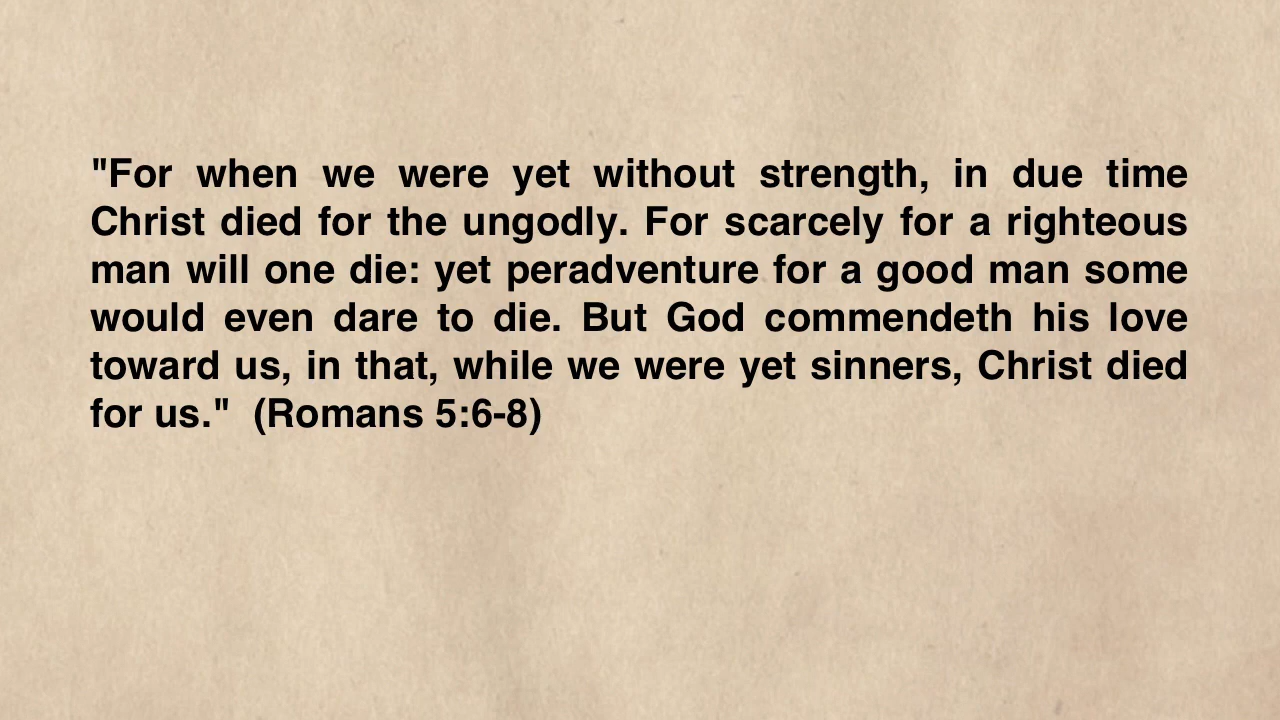 "For when we were yet without strength, in due time
Christ died for the ungodly. For scarcely for a righteous
man will one die: yet peradventure for a good man some
would even dare to die. But God commendeth his love
toward us, in that, while we were yet sinners, Christ died
for us."  (Romans 5:6-8)